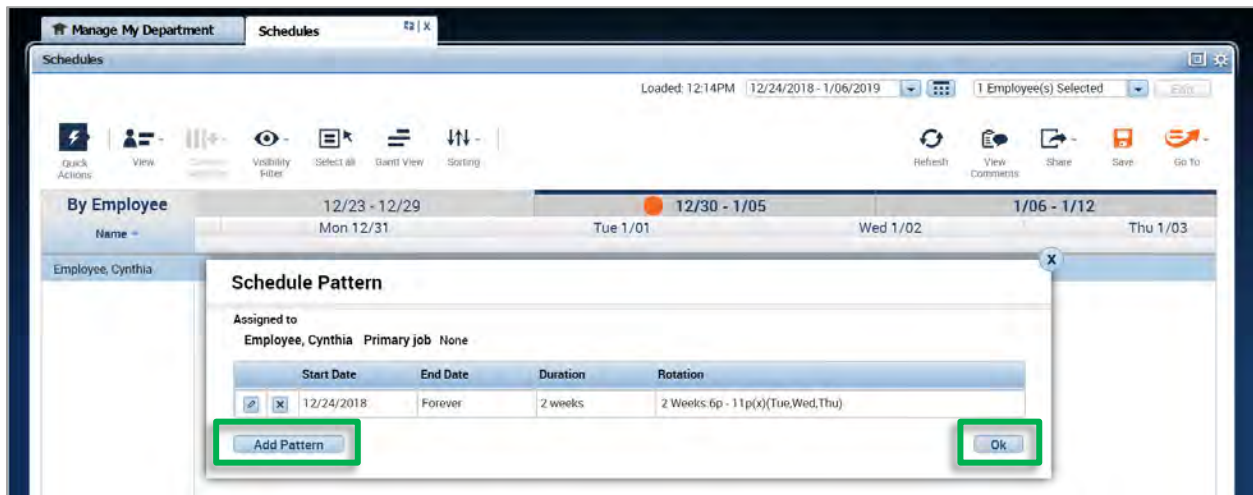 Manage My Department
Schedules
X
Schedules
Loaded: 12:14PM 12/24/2018 - 1/06/2019 1 Employee(s) Selected Edit
Quick Actions
View
Visibility Filter
Select all
Gantt View
Sorting
Refresh
View Comments
Share
Save
Go To
By Employee 12/23 - 12/29 12/30 - 1/05 1/06 - 1/12
Name Mon 12/31 Tue 1/01 Wed 1/02 Thu 1/03
Employee, Cynthia
X
Schedule Pattern
Assigned to
Employee, Cynthia Primary job None
Start Date End Date Duration Rotation
x 12/24/2018 Forever 2 weeks 2 Weeks:6p - 11p(x)(Tue,Wed,Thu)
Add Pattern Ok